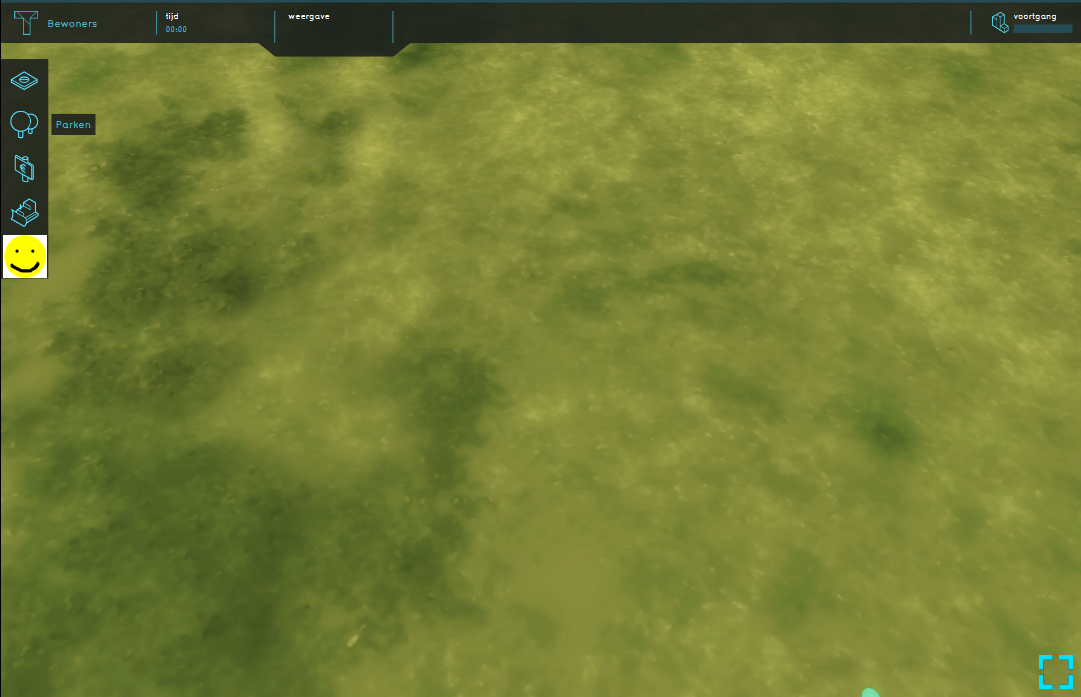 Bewoners
tijd
00:00
weergave
voortgang
Parken
€